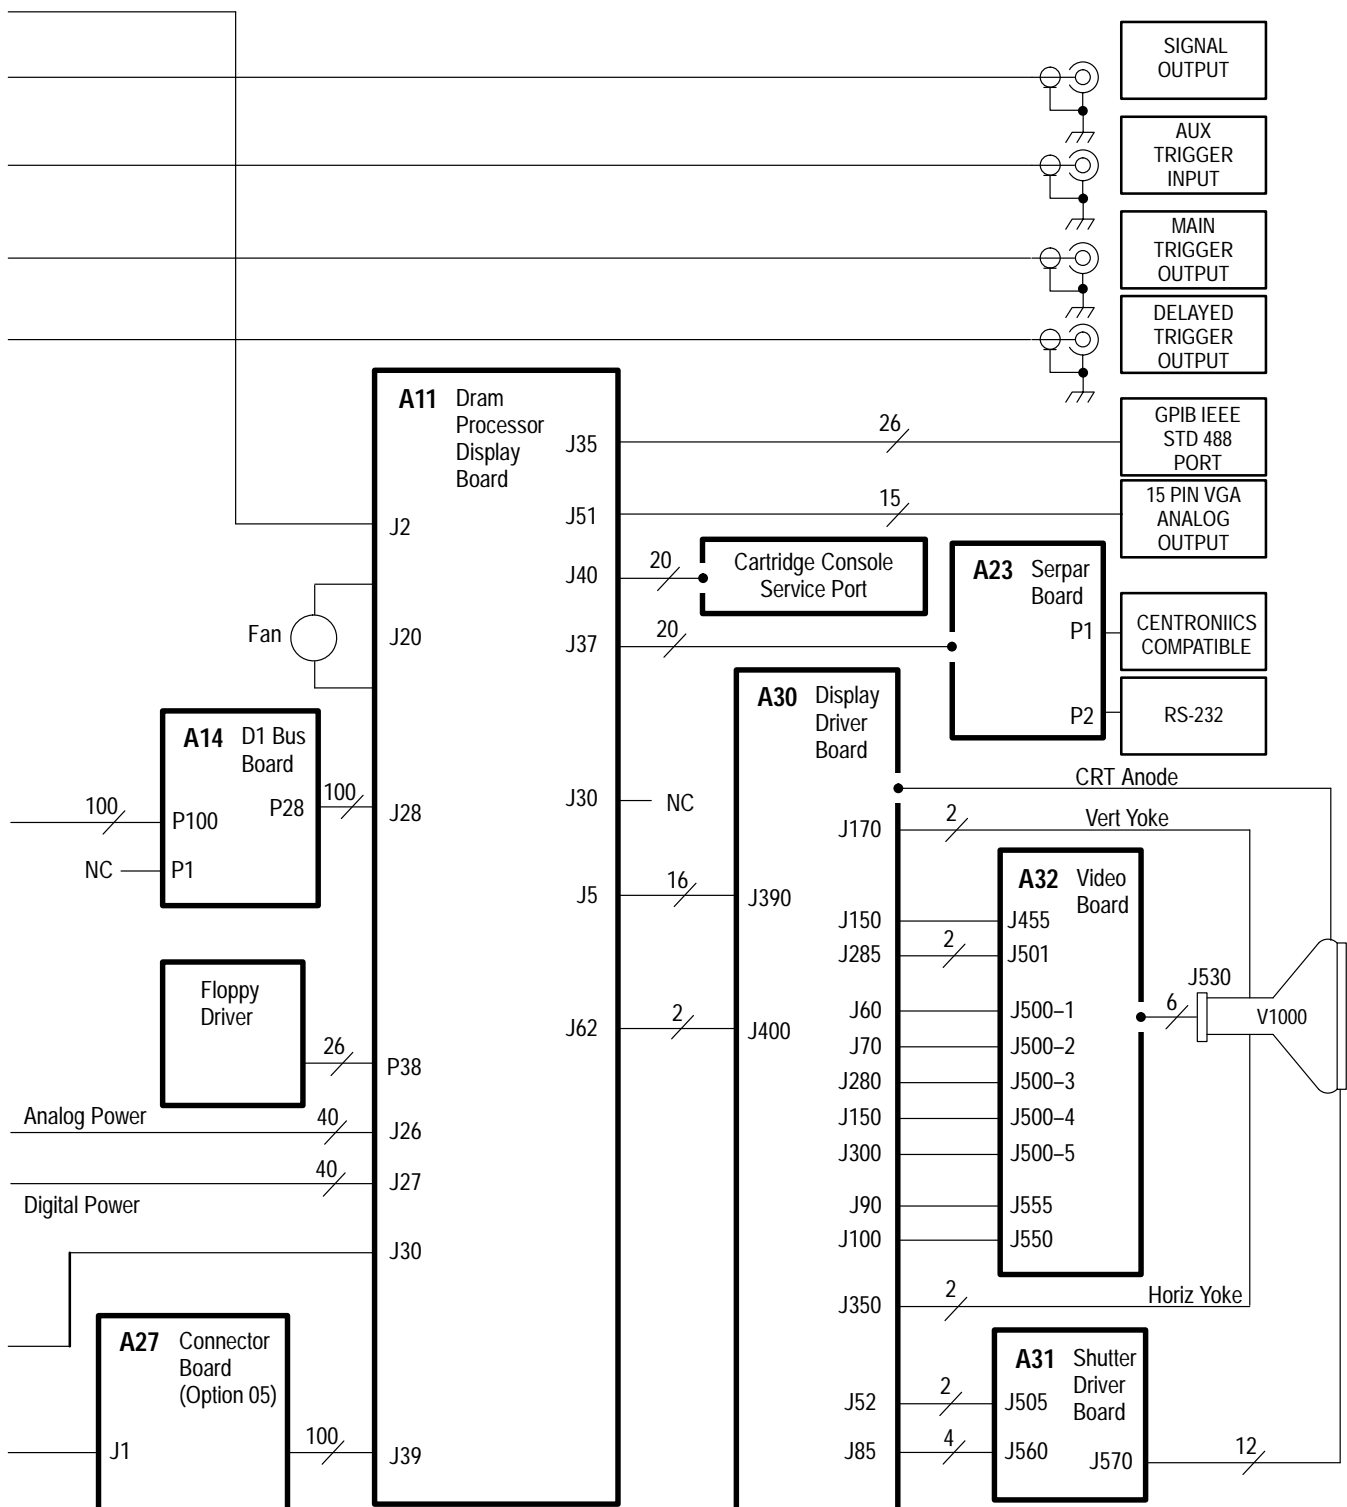 SIGNAL
OUTPUT
AUX
TRIGGER
INPUT
MAIN
TRIGGER
OUTPUT
DELAYED
TRIGGER
OUTPUT
GPIB IEEE
STD 488
PORT
15 PIN VGA
ANALOG
OUTPUT
A11 Dram
Processor
Display
Board
J35
26
J51
15
J2
J40
20
Cartridge Console
Service Port
J20
Fan
J37
20
A23 Serpar
Board
P1
P2
CENTRONIICS
COMPATIBLE
RS-232
A14 D1 Bus
Board
100
P100
P28
100
J28
NC
P1
J30
NC
J5
16
J390
A30 Display
Driver
Board
CRT Anode
J170
2
Vert Yoke
A32 Video
Board
J150
J455
J285
2
J501
J60
J500–1
J70
J500–2
J280
J500–3
J150
J500–4
J300
J500–5
J90
J555
J100
J550
J530
6
V1000
Floppy
Driver
26
P38
J62
2
J400
Analog Power
40
J26
40
J27
Digital Power
J30
J350
2
Horiz Yoke
A27 Connector
Board
(Option 05)
J1
100
J39
A31 Shutter
Driver
Board
J52
2
J505
J85
4
J560
J570
12